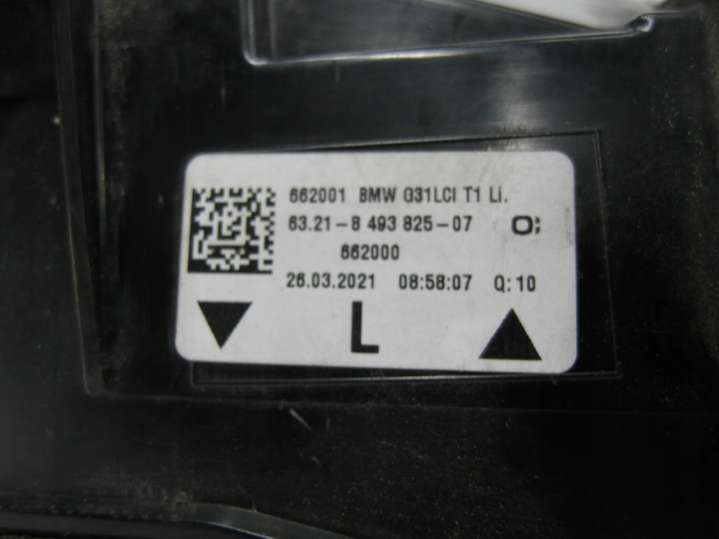 662001 BMW G31LCI T1 Li.
63.21-8 493 825-07
662000
26.03.2021 08:58:07 Q:10
L